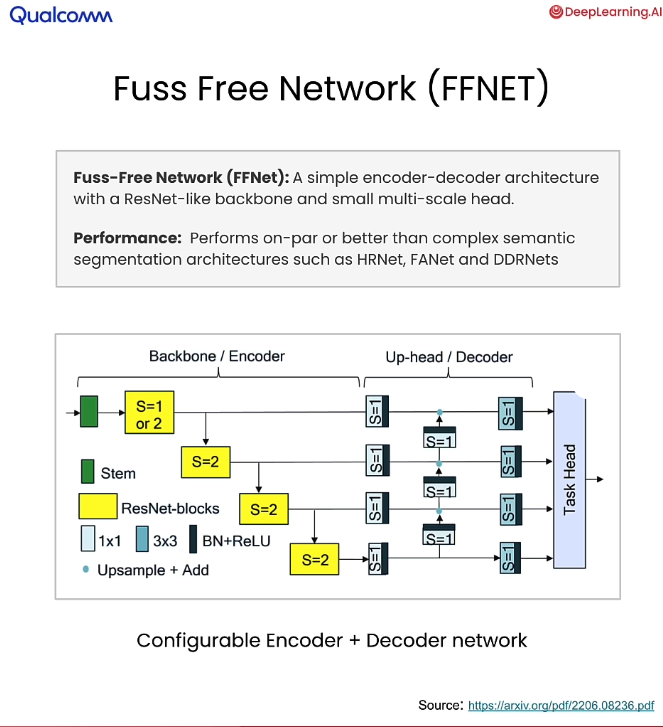 Qualcomm
DeepLearning.AI
Fuss Free Network (FFNET)
Fuss-Free Network (FFNet): A simple encoder-decoder architecture
with a ResNet-like backbone and small multi-scale head.
Performance: Performs on-par or better than complex semantic
segmentation architectures such as HRNet, FANet and DDRNets
Backbone / Encoder
Up-head / Decoder
S=1
or 2
S=1
S=1
S=1
S=2
S=1
S=1
S=1
Stem
ResNet-blocks
S=2
S=1
S=1
S=1
1x1
3x3
BN+ReLU
S=2
S=1
S=1
Upsample + Add
Task Head
Configurable Encoder + Decoder network
Source: https://arxiv.org/pdf/2206.08236.pdf